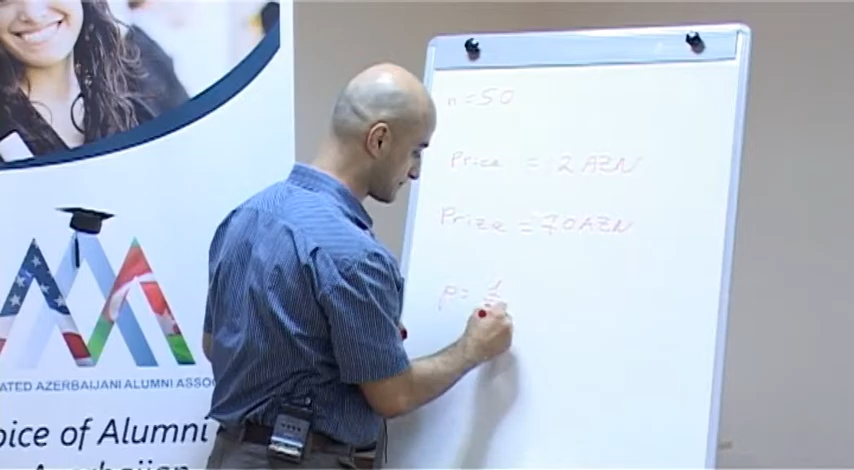 n=50
Price = 2 AZN
Prize = 70 AZN
p=
ATED AZERBAIJANI ALUMNI ASSO
oice of Alumni